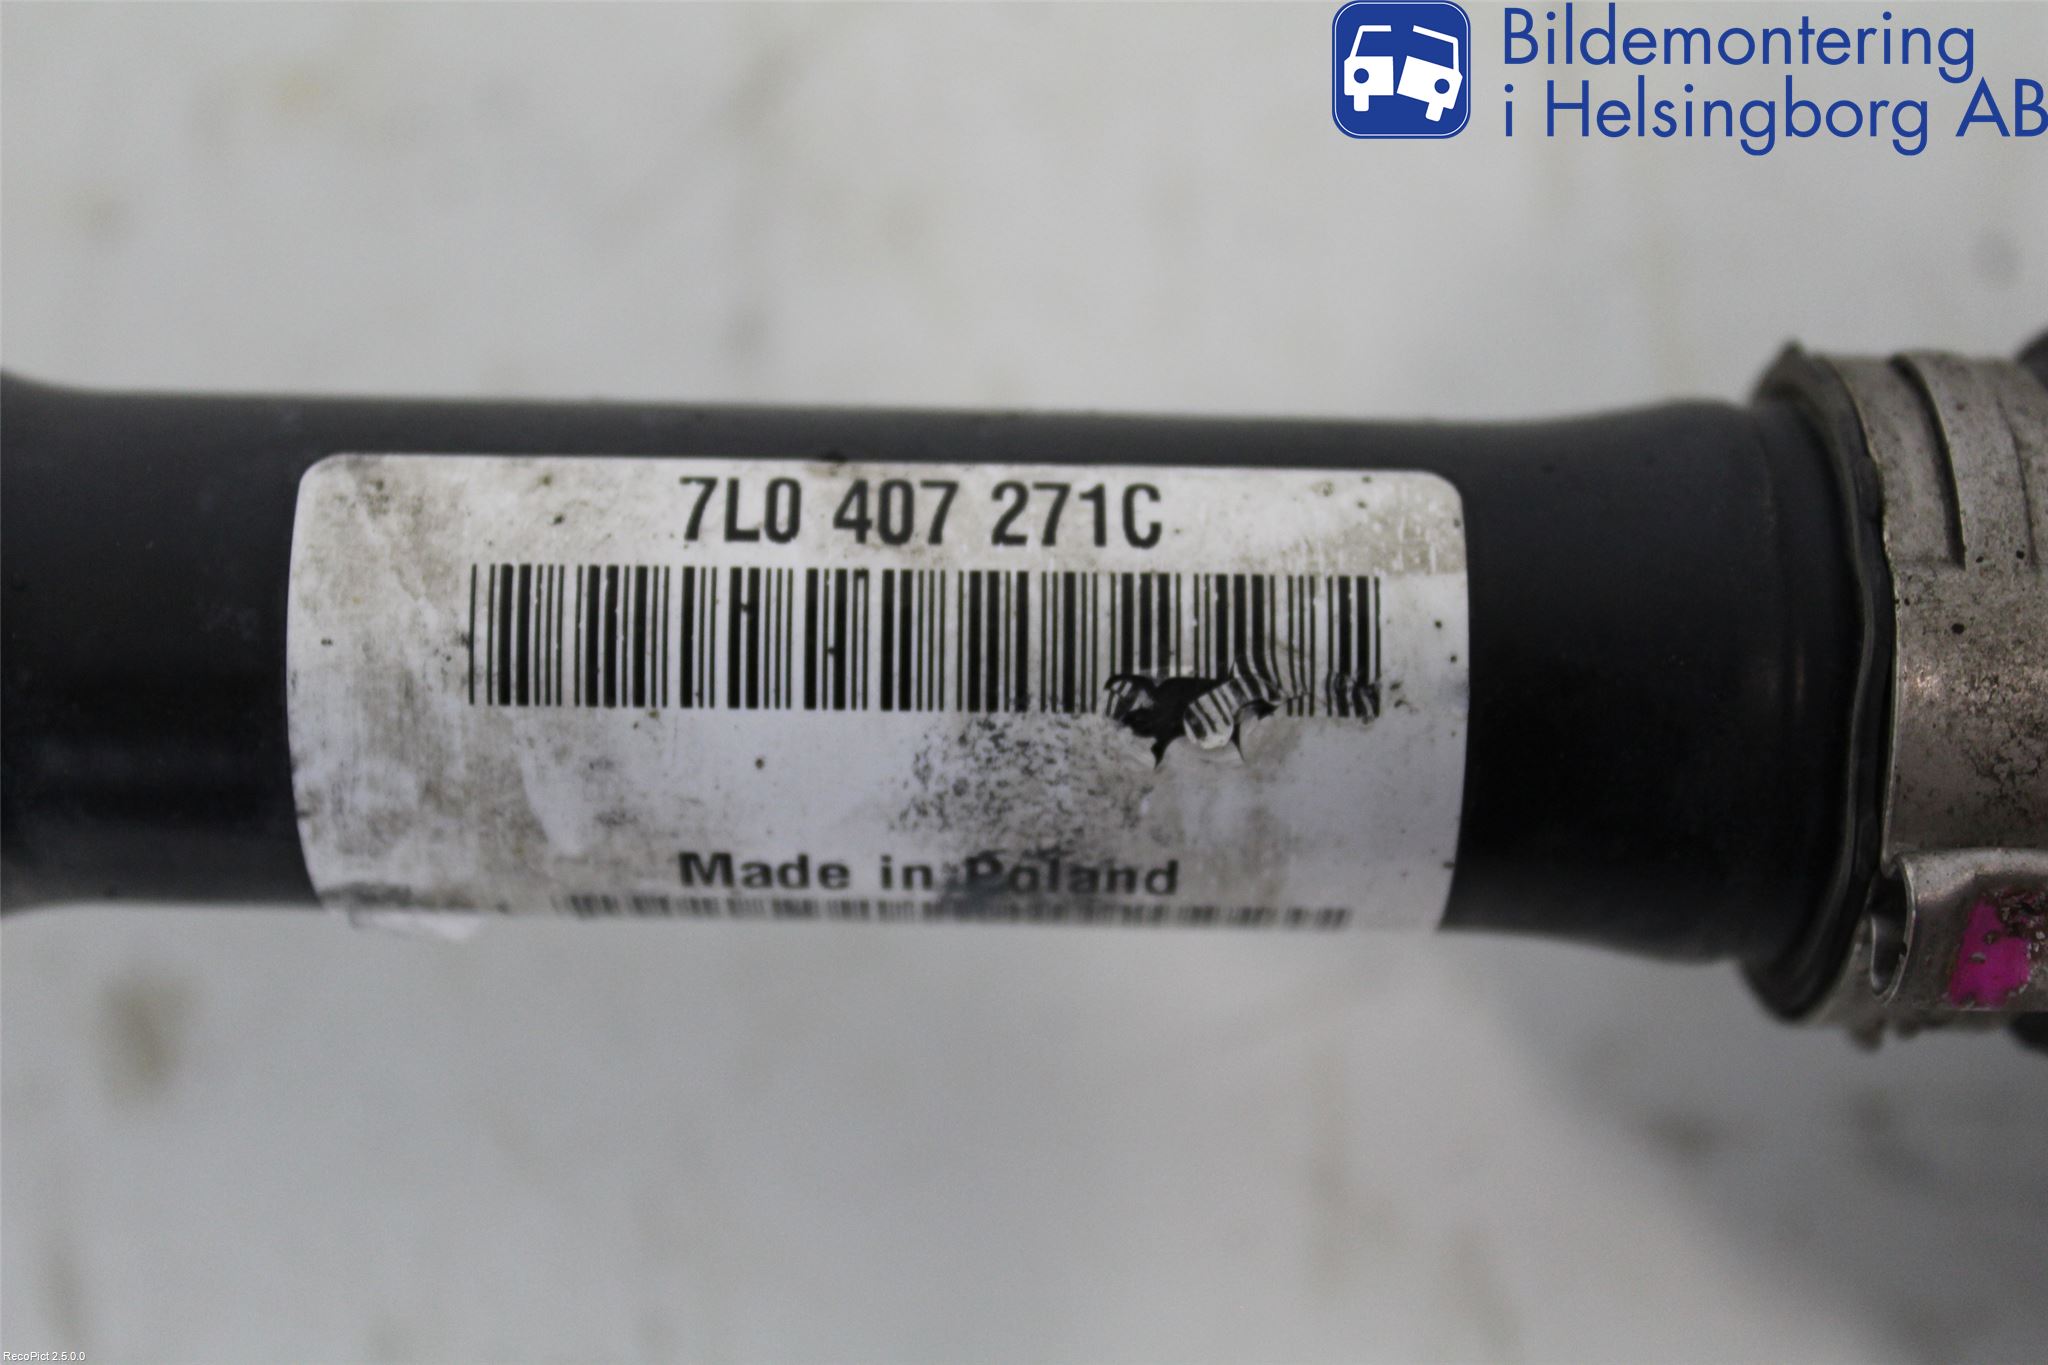 Bildemontering
i Helsingborg AB
7L0 407 271C
Made in Poland
RecoPict 2.5.0.0